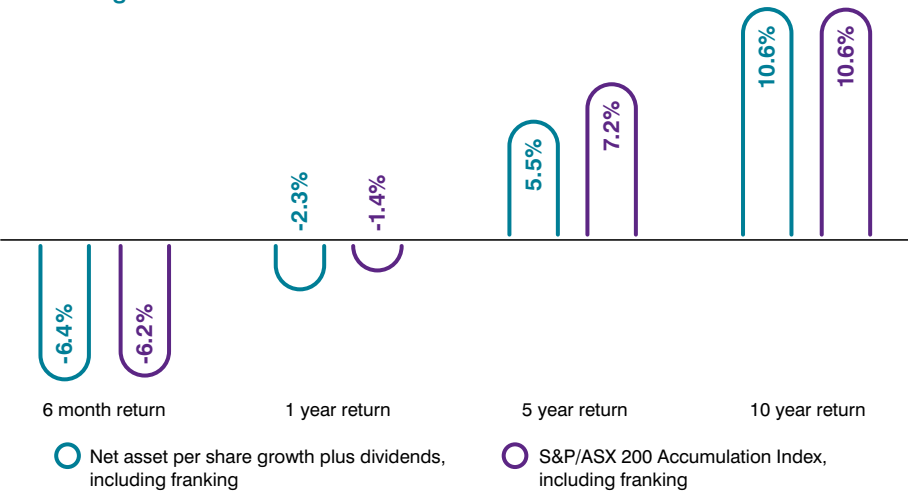 10.6%
10.6%
7.2%
5.5%
-2.3%
-1.4%
-6.4%
-6.2%
6 month return
1 year return
5 year return
10 year return
Net asset per share growth plus dividends,
including franking
S&P/ASX 200 Accumulation Index,
including franking